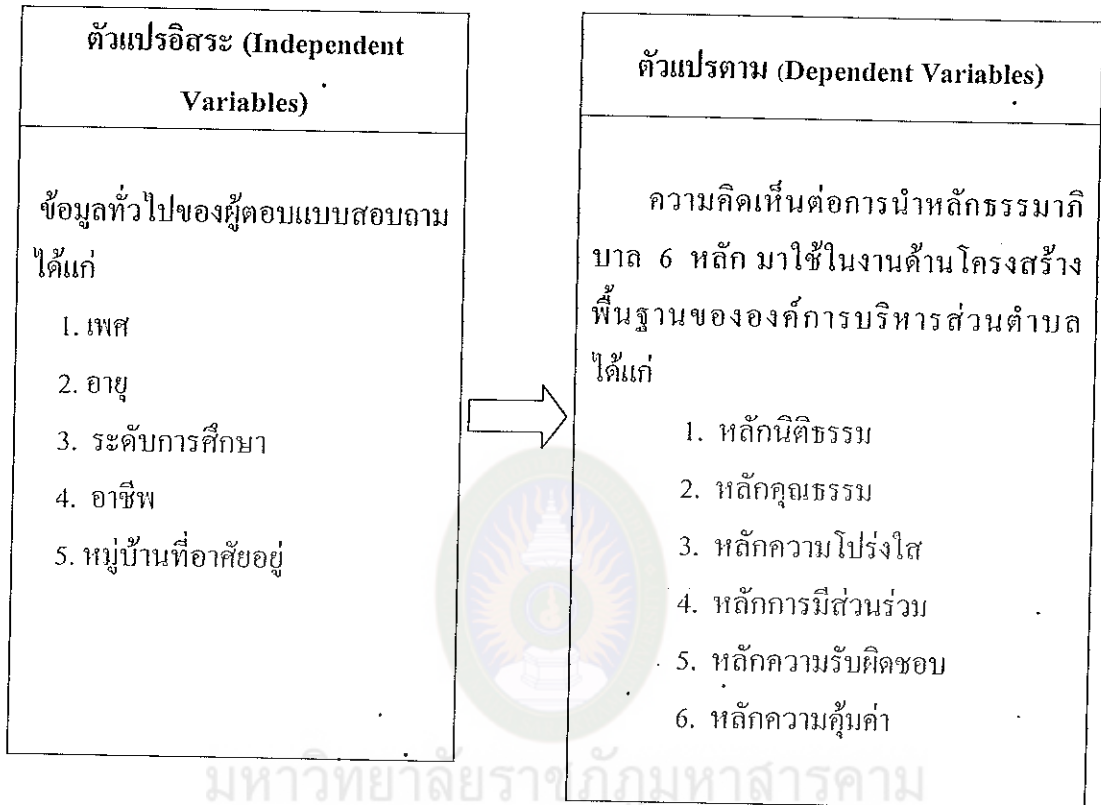 ตัวแปรอิสระ (Independent
Variables)
ข้อมูลทั่วไปของผู้ตอบแบบสอบถาม
ได้แก่
1. เพศ
2. อายุ
3. ระดับการศึกษา
4. อาชีพ
5. หมู่บ้านที่อาศัยอยู่
ตัวแปรตาม (Dependent Variables)
ความคิดเห็นต่อการนำหลักธรรมาภิ
บาล 6 หลัก มาใช้ในงานด้านโครงสร้าง
พื้นฐานขององค์การบริหารส่วนตำบล
ได้แก่
1. หลักนิติธรรม
2. หลักคุณธรรม
3. หลักความโปร่งใส
4. หลักการมีส่วนร่วม
5. หลักความรับผิดชอบ
6. หลักความคุ้มค่า
มหาวิทยาลัยราชภัฏมหาสารคาม